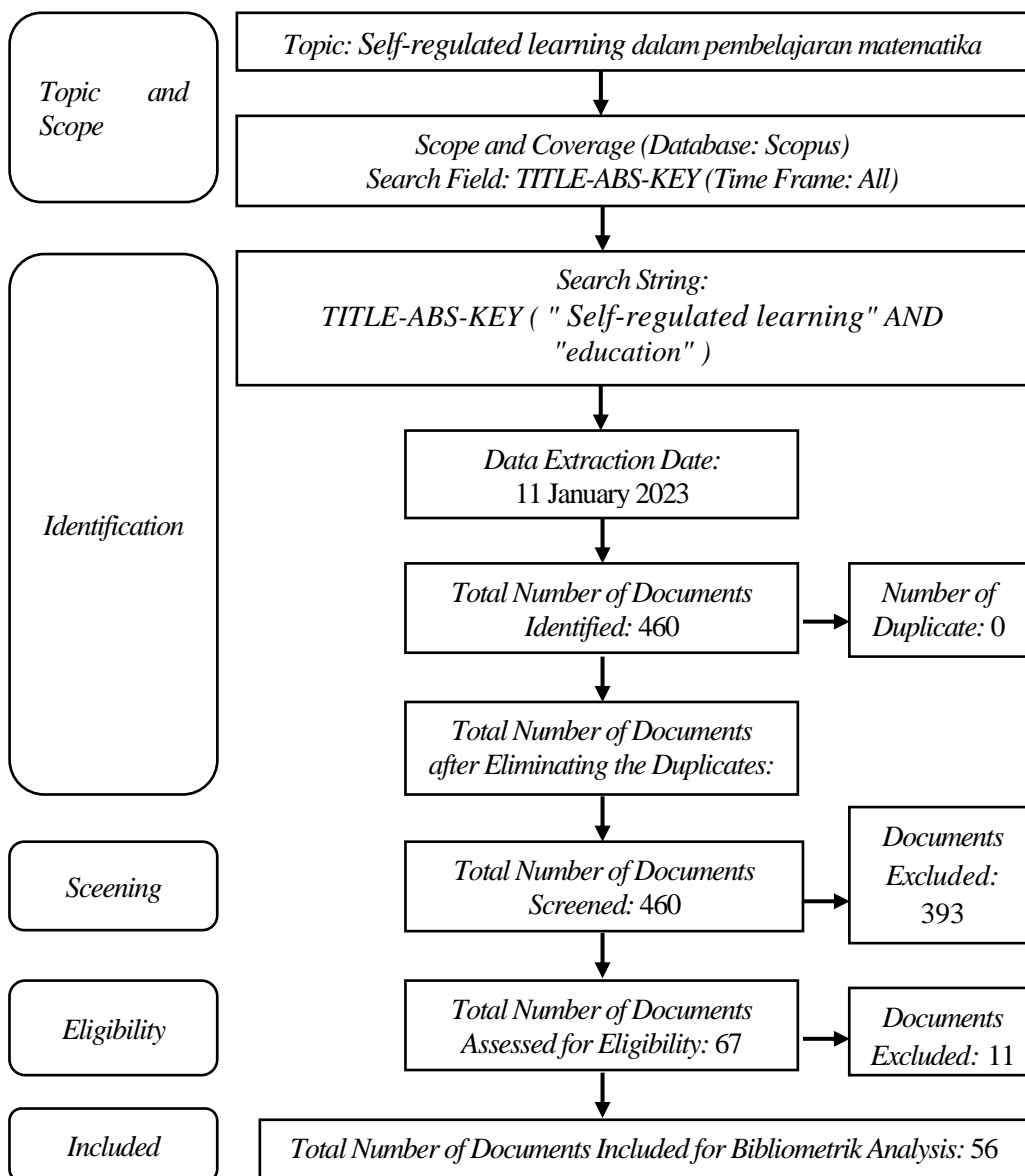 Topic and
Scope
Topic: Self-regulated learning dalam pembelajaran matematika
Scope and Coverage (Database: Scopus)
Search Field: TITLE-ABS-KEY (Time Frame: All)
Identification
Search String:
TITLE-ABS-KEY ( " Self-regulated learning" AND
"education" )
Data Extraction Date:
11 January 2023
Total Number of Documents
Identified: 460
Number of
Duplicate: 0
Total Number of Documents
after Eliminating the Duplicates:
Sceening
Total Number of Documents
Screened: 460
Documents
Excluded:
393
Eligibility
Total Number of Documents
Assessed for Eligibility: 67
Documents
Excluded: 11
Included
Total Number of Documents Included for Bibliometrik Analysis: 56